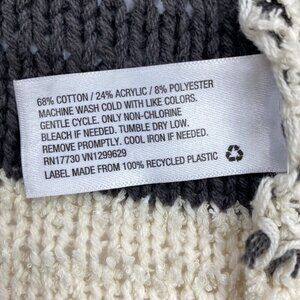 68% COTTON / 24% ACRYLIC / 8% POLYESTER
MACHINE WASH COLD WITH LIKE COLORS.
GENTLE CYCLE. ONLY NON-CHLORINE
BLEACH IF NEEDED. TUMBLE DRY LOW.
REMOVE PROMPTLY. COOL IRON IF NEEDED.
RN17730 VN1299629
LABEL MADE FROM 100% RECYCLED PLASTIC